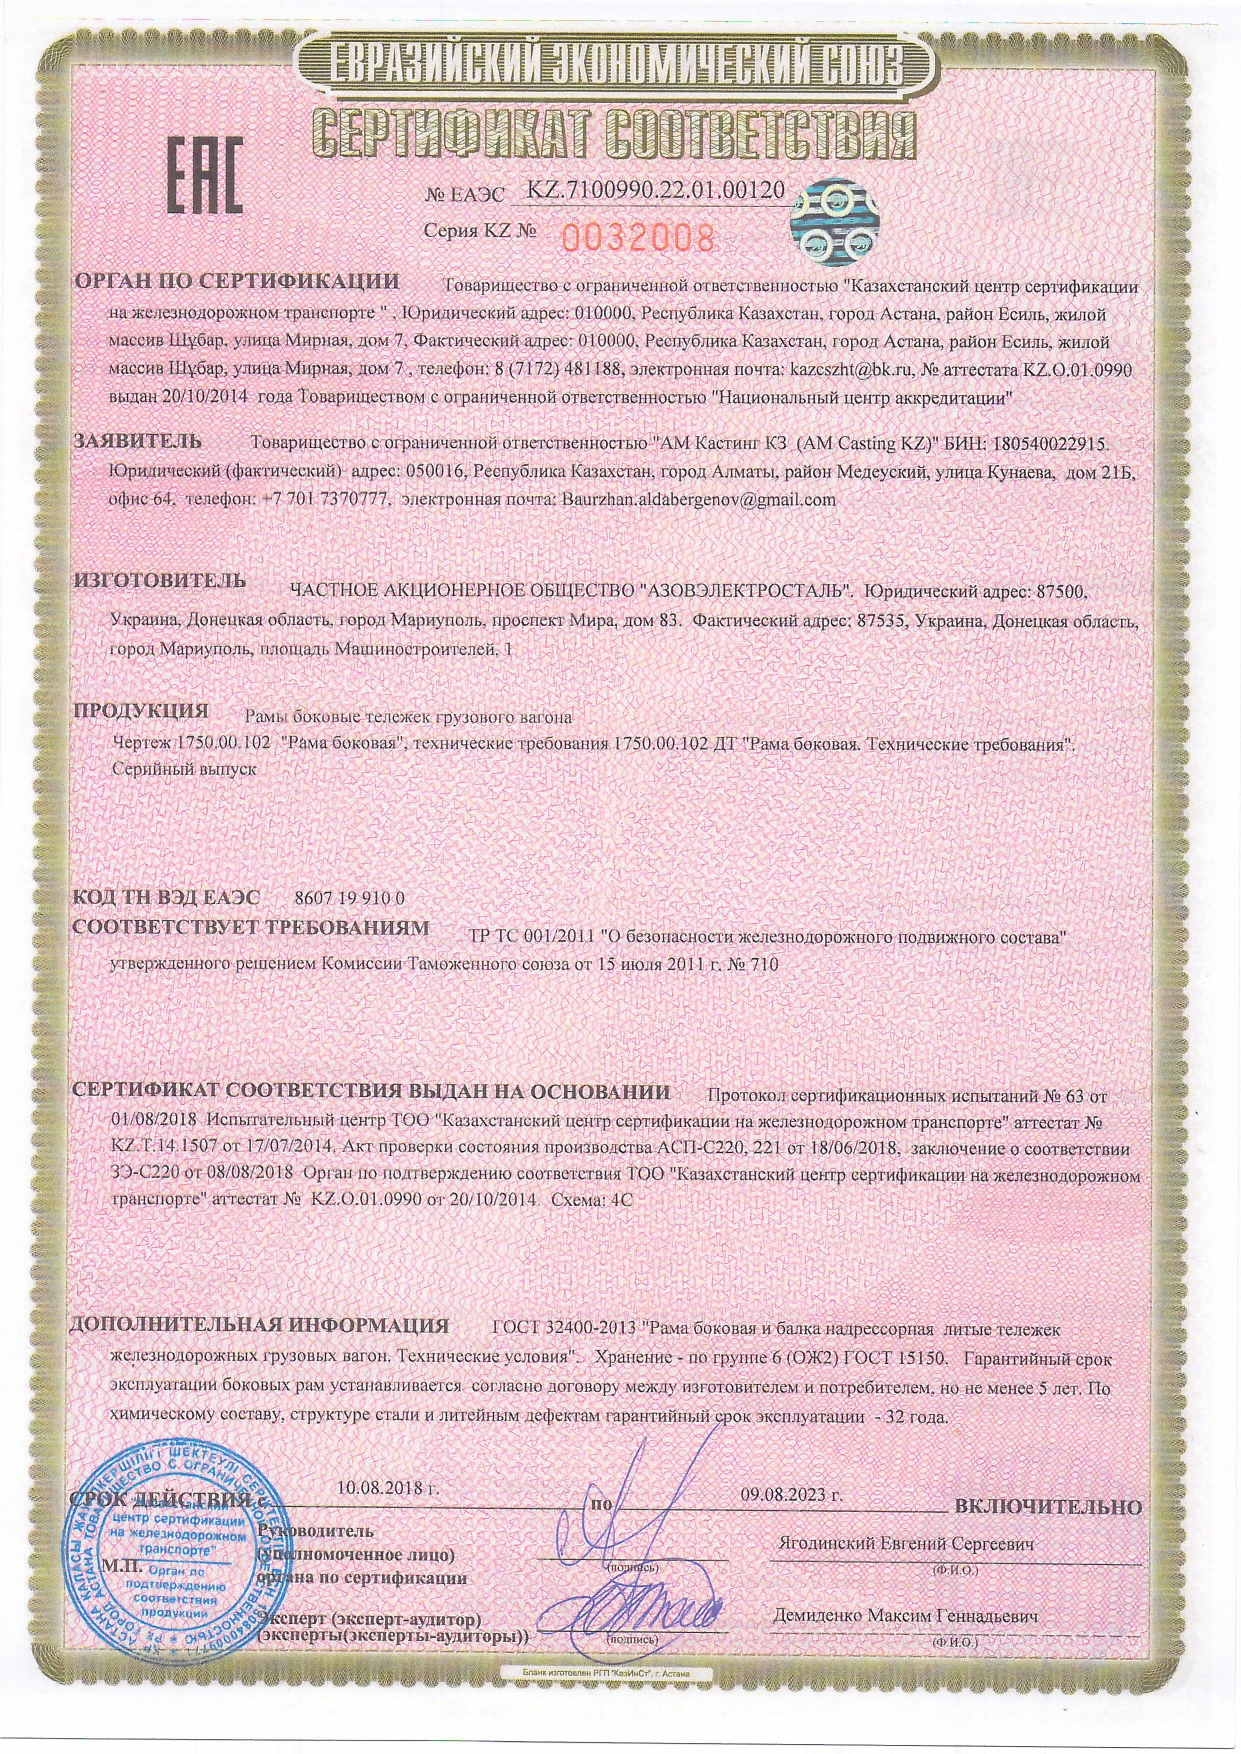 ЕВРАЗИЙСКИЙ ЭКОНОМИЧЕСКИЙ СОЮЗ
СЕРТИФИКАТ СООТВЕТСТВИЯ
ЕАС
№ ЕАЭС KZ.7100990.22.01.00120
Серия KZ № 0032008
ОРГАН ПО СЕРТИФИКАЦИИ Товарищество с ограниченной ответственностью "Казахстанский центр сертификации
на железнодорожном транспорте " , Юридический адрес: 010000, Республика Казахстан, город Астана, район Есиль, жилой
массив Шұбар, улица Мирная, дом 7, Фактический адрес: 010000, Республика Казахстан, город Астана, район Есиль, жилой
массив Шұбар, улица Мирная, дом 7 , телефон: 8 (7172) 481188, электронная почта: kazcszht@bk.ru, № аттестата KZ.O.01.0990
выдан 20/10/2014 года Товариществом с ограниченной ответственностью "Национальный центр аккредитации"
ЗАЯВИТЕЛЬ Товарищество с ограниченной ответственностью "АМ Кастинг КЗ (AM Casting KZ)" БИН: 180540022915.
Юридический (фактический) адрес: 050016, Республика Казахстан, город Алматы, район Медеуский, улица Кунаева, дом 21Б,
офис 64, телефон: +7 701 7370777, электронная почта: Baurzhan.aldabergenov@gmail.com
ИЗГОТОВИТЕЛЬ ЧАСТНОЕ АКЦИОНЕРНОЕ ОБЩЕСТВО "АЗОВЭЛЕКТРОСТАЛЬ". Юридический адрес: 87500,
Украина, Донецкая область, город Мариуполь, проспект Мира, дом 83. Фактический адрес: 87535, Украина, Донецкая область,
город Мариуполь, площадь Машиностроителей, 1
ПРОДУКЦИЯ Рамы боковые тележек грузового вагона
Чертеж 1750.00.102 "Рама боковая", технические требования 1750.00.102 ДТ "Рама боковая. Технические требования".
Серийный выпуск
КОД ТН ВЭД ЕАЭС 8607 19 910 0
СООТВЕТСТВУЕТ ТРЕБОВАНИЯМ ТР ТС 001/2011 "О безопасности железнодорожного подвижного состава"
утвержденного решением Комиссии Таможенного союза от 15 июля 2011 г. № 710
СЕРТИФИКАТ СООТВЕТСТВИЯ ВЫДАН НА ОСНОВАНИИ Протокол сертификационных испытаний № 63 от
01/08/2018 Испытательный центр ТОО "Казахстанский центр сертификации на железнодорожном транспорте" аттестат №
KZ.T.14.1507 от 17/07/2014, Акт проверки состояния производства АСП-С220, 221 от 18/06/2018, заключение о соответствии
ЗЭ-С220 от 08/08/2018 Орган по подтверждению соответствия ТОО "Казахстанский центр сертификации на железнодорожном
транспорте" аттестат № KZ.O.01.0990 от 20/10/2014. Схема: 4С
ДОПОЛНИТЕЛЬНАЯ ИНФОРМАЦИЯ ГОСТ 32400-2013 "Рама боковая и балка надрессорная литые тележек
железнодорожных грузовых вагон. Технические условия". Хранение - по группе 6 (ОЖ2) ГОСТ 15150. Гарантийный срок
эксплуатации боковых рам устанавливается согласно договору между изготовителем и потребителем, но не менее 5 лет. По
химическому составу, структуре стали и литейным дефектам гарантийный срок эксплуатации - 32 года.
СРОК ДЕЙСТВИЯ с 10.08.2018 г. по 09.08.2023 г. ВКЛЮЧИТЕЛЬНО
центр сертификации
на железнодорожном
транспорте"
Орган по
подтверждению
соответствия
продукции
М.П.
Руководитель
(уполномоченное лицо)
органа по сертификации
(подпись)
Ягодинский Евгений Сергеевич
(Ф.И.О.)
Эксперт (эксперт-аудитор)
(эксперты(эксперты-аудиторы))
(подпись)
Демиденко Максим Геннадьевич
(Ф.И.О.)
Бланк изготовлен РГП "КазИнСт", г. Астана